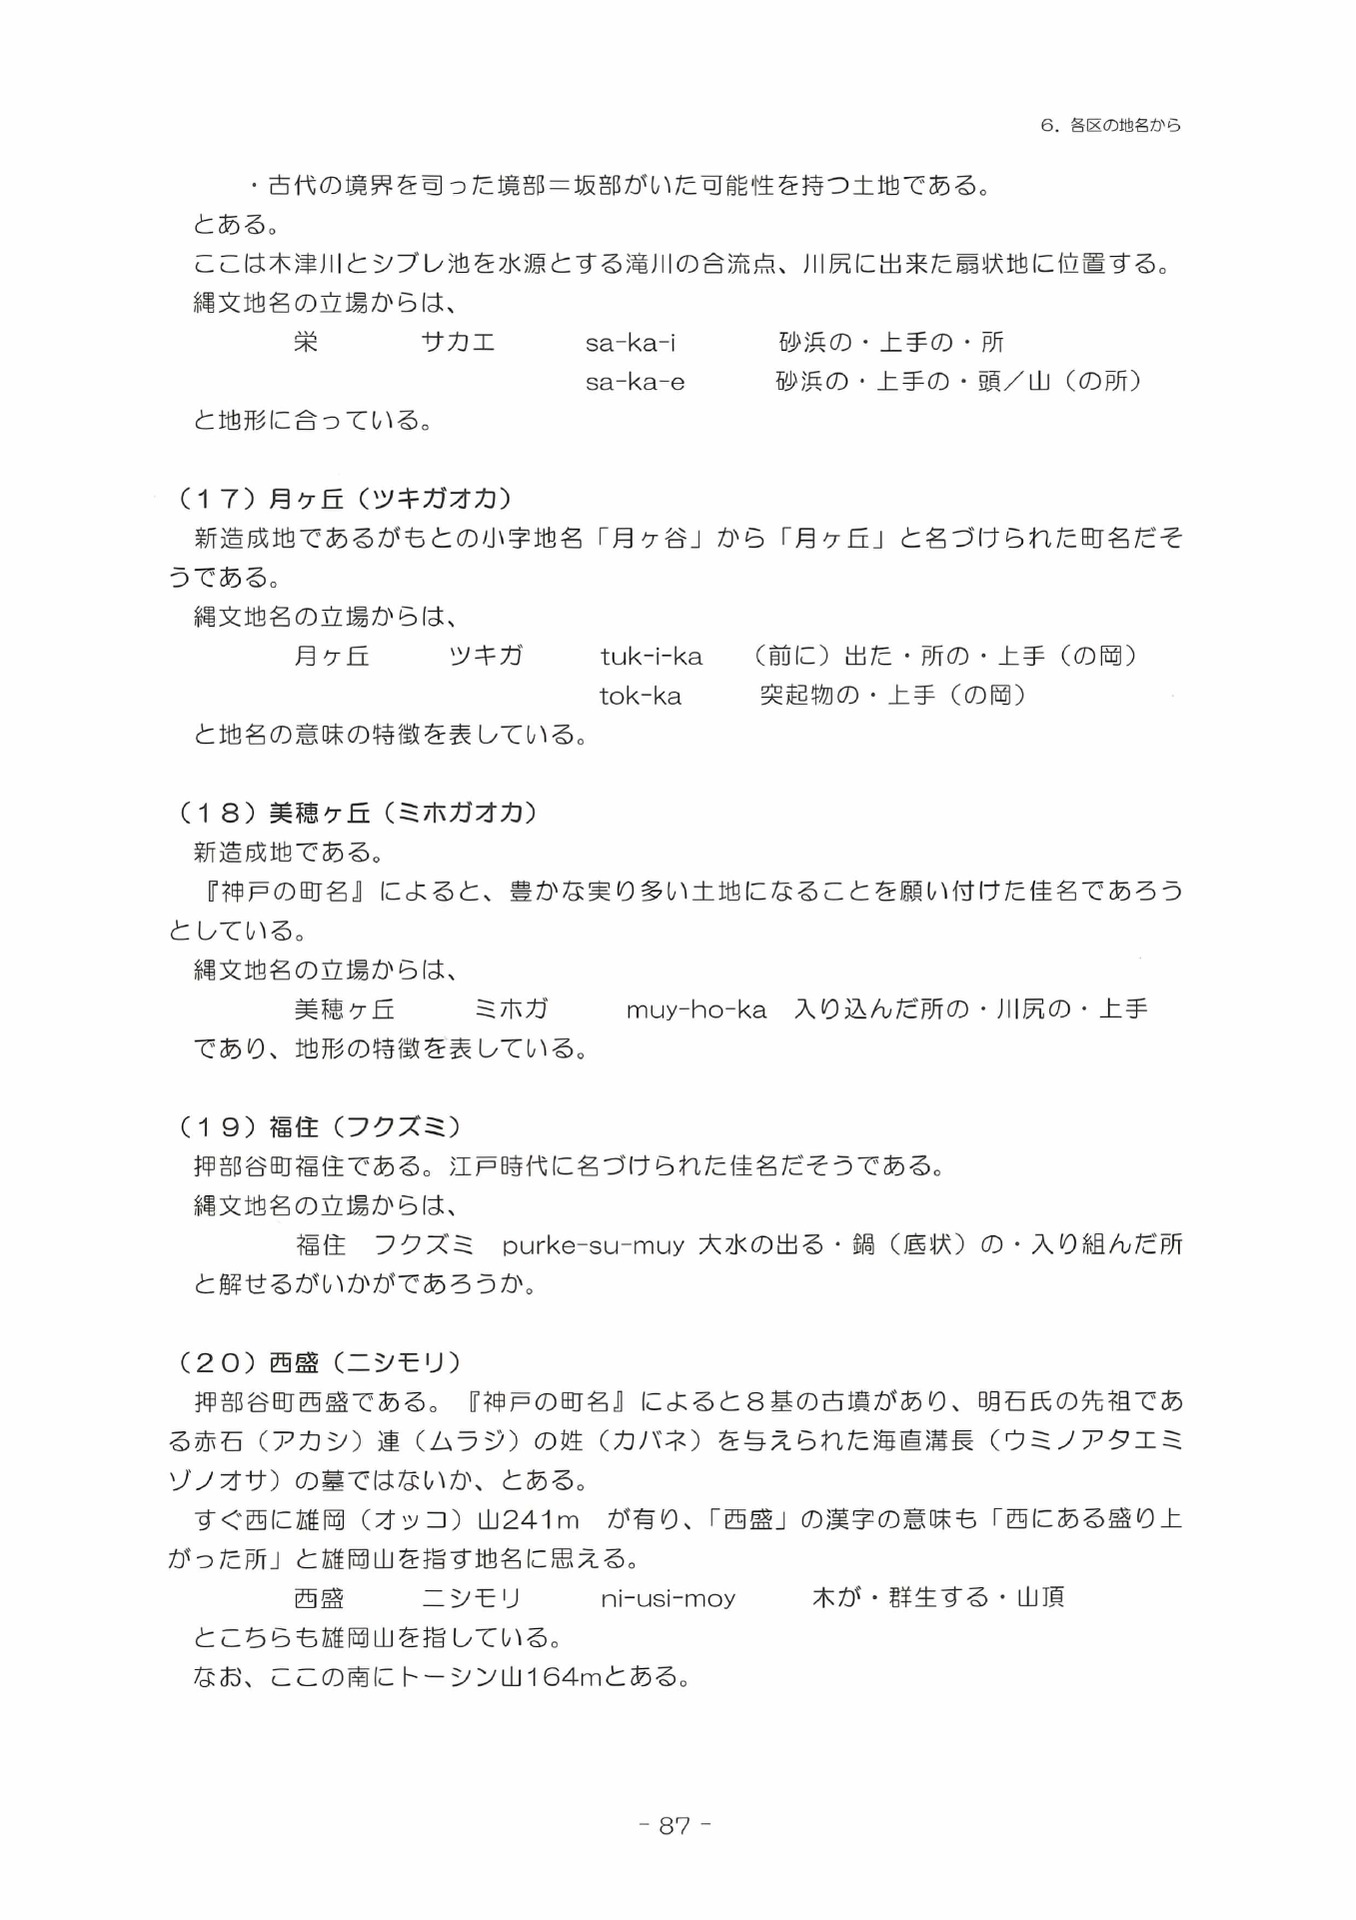 6．各区の地名から
・古代の境界を司った境部＝坂部がいた可能性を持つ土地である。
とある。
ここは木津川とシブレ池を水源とする滝川の合流点、川尻に出来た扇状地に位置する。
縄文地名の立場からは、
栄　サカエ　sa-ka-i　砂浜の・上手の・所
sa-ka-e　砂浜の・上手の・頭／山（の所）
と地形に合っている。
（17）月ヶ丘（ツキガオカ）
新造成地であるがもとの小字地名「月ヶ谷」から「月ヶ丘」と名づけられた町名だそ
うである。
縄文地名の立場からは、
月ヶ丘　ツキガ　tuk-i-ka　（前に）出た・所の・上手（の岡）
tok-ka　突起物の・上手（の岡）
と地名の意味の特徴を表している。
（18）美穂ヶ丘（ミホガオカ）
新造成地である。
『神戸の町名』によると、豊かな実り多い土地になることを願い付けた佳名であろう
としている。
縄文地名の立場からは、
美穂ヶ丘　ミホガ　muy-ho-ka　入り込んだ所の・川尻の・上手
であり、地形の特徴を表している。
（19）福住（フクズミ）
押部谷町福住である。江戸時代に名づけられた佳名だそうである。
縄文地名の立場からは、
福住　フクズミ　purke-su-muy 大水の出る・鍋（底状）の・入り組んだ所
と解せるがいかがであろうか。
（20）西盛（ニシモリ）
押部谷町西盛である。『神戸の町名』によると８基の古墳があり、明石氏の先祖であ
る赤石（アカシ）連（ムラジ）の姓（カバネ）を与えられた海直溝長（ウミノアタエミ
ゾノオサ）の墓ではないか、とある。
すぐ西に雄岡（オッコ）山241m　が有り、「西盛」の漢字の意味も「西にある盛り上
がった所」と雄岡山を指す地名に思える。
西盛　ニシモリ　ni-usi-moy　木が・群生する・山頂
とこちらも雄岡山を指している。
なお、ここの南にトーシン山164mとある。
- 87 -